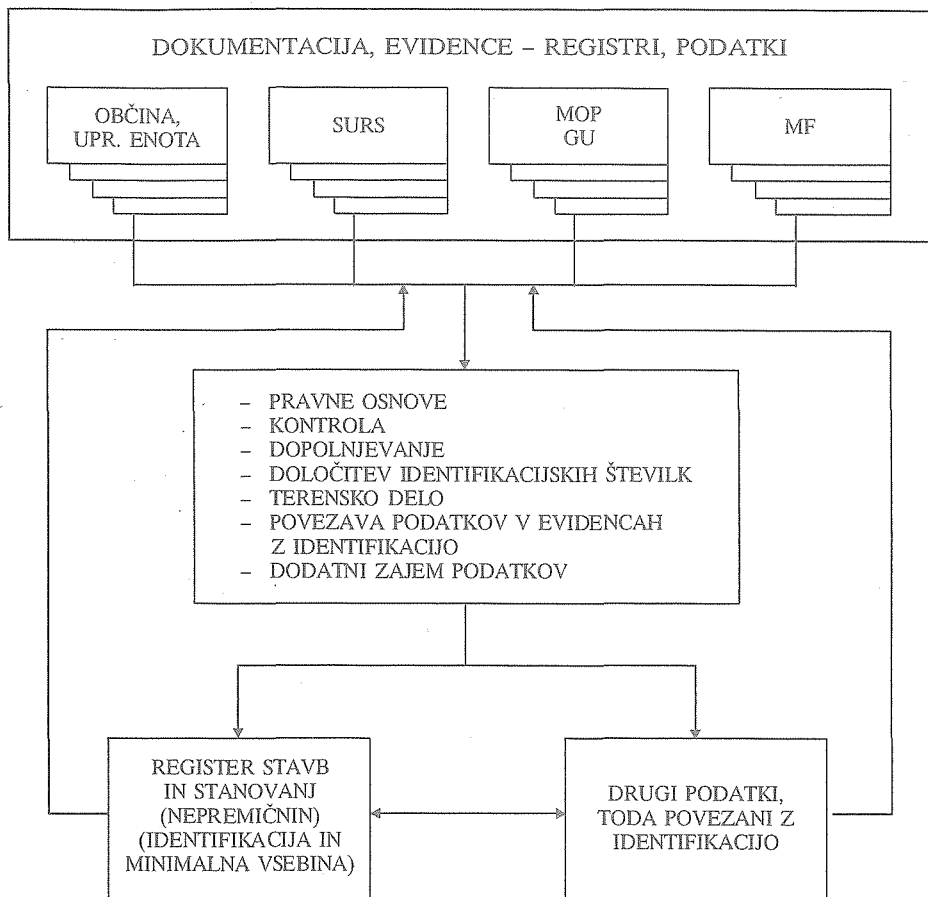 DOKUMENTACIJA, EVIDENCE – REGISTRI, PODATKI
OBČINA,
UPR. ENOTA
SURS
MOP
GU
MF
– PRAVNE OSNOVE
– KONTROLA
– DOPOLNJEVANJE
– DOLOČITEV IDENTIFIKACIJSKIH ŠTEVILK
– TERENSKO DELO
– POVEZAVA PODATKOV V EVIDENCAH
Z IDENTIFIKACIJO
– DODATNI ZAJEM PODATKOV
REGISTER STAVB
IN STANOVANJ
(NEPREMIČNIN)
(IDENTIFIKACIJA IN
MINIMALNA VSEBINA)
DRUGI PODATKI,
TODA POVEZANI Z
IDENTIFIKACIJO